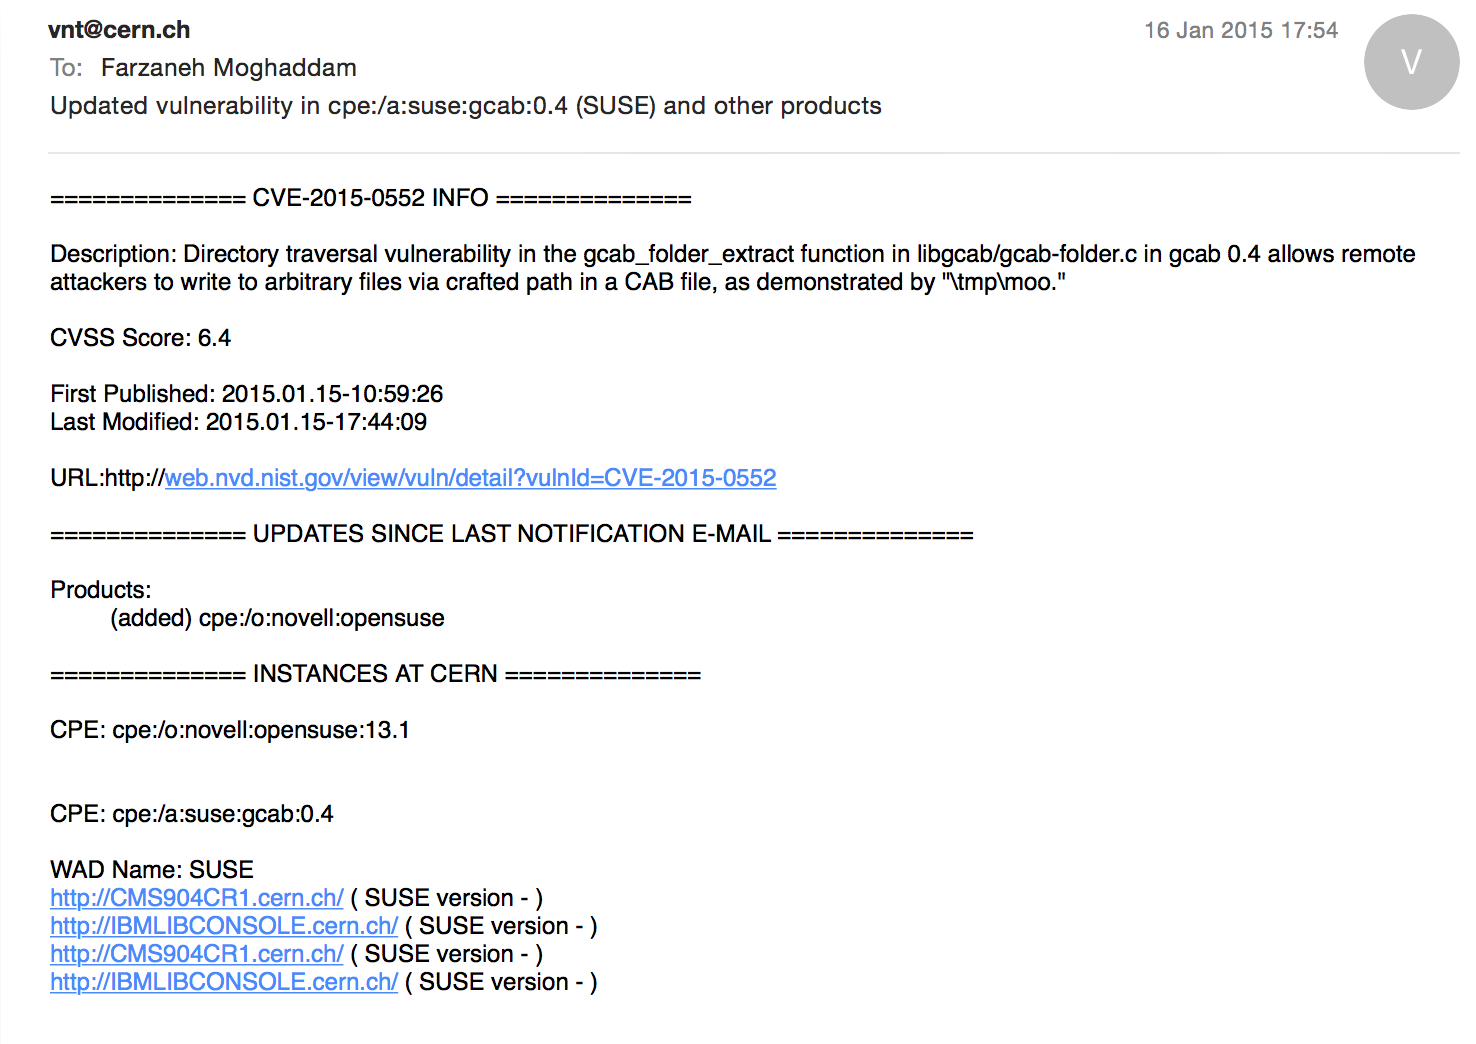 vnt@cern.ch
16 Jan 2015 17:54
V
To: Farzaneh Moghaddam
Updated vulnerability in cpe:/a:suse:gcab:0.4 (SUSE) and other products
============== CVE-2015-0552 INFO ==============
Description: Directory traversal vulnerability in the gcab_folder_extract function in libgcab/gcab-folder.c in gcab 0.4 allows remote
attackers to write to arbitrary files via crafted path in a CAB file, as demonstrated by "\tmp\moo."
CVSS Score: 6.4
First Published: 2015.01.15-10:59:26
Last Modified: 2015.01.15-17:44:09
URL:http://web.nvd.nist.gov/view/vuln/detail?vulnId=CVE-2015-0552
============== UPDATES SINCE LAST NOTIFICATION E-MAIL ==============
Products:
(added) cpe:/o:novell:opensuse
============== INSTANCES AT CERN ==============
CPE: cpe:/o:novell:opensuse:13.1
CPE: cpe:/a:suse:gcab:0.4
WAD Name: SUSE
http://CMS904CR1.cern.ch/ ( SUSE version - )
http://IBMLIBCONSOLE.cern.ch/ ( SUSE version - )
http://CMS904CR1.cern.ch/ ( SUSE version - )
http://IBMLIBCONSOLE.cern.ch/ ( SUSE version - )